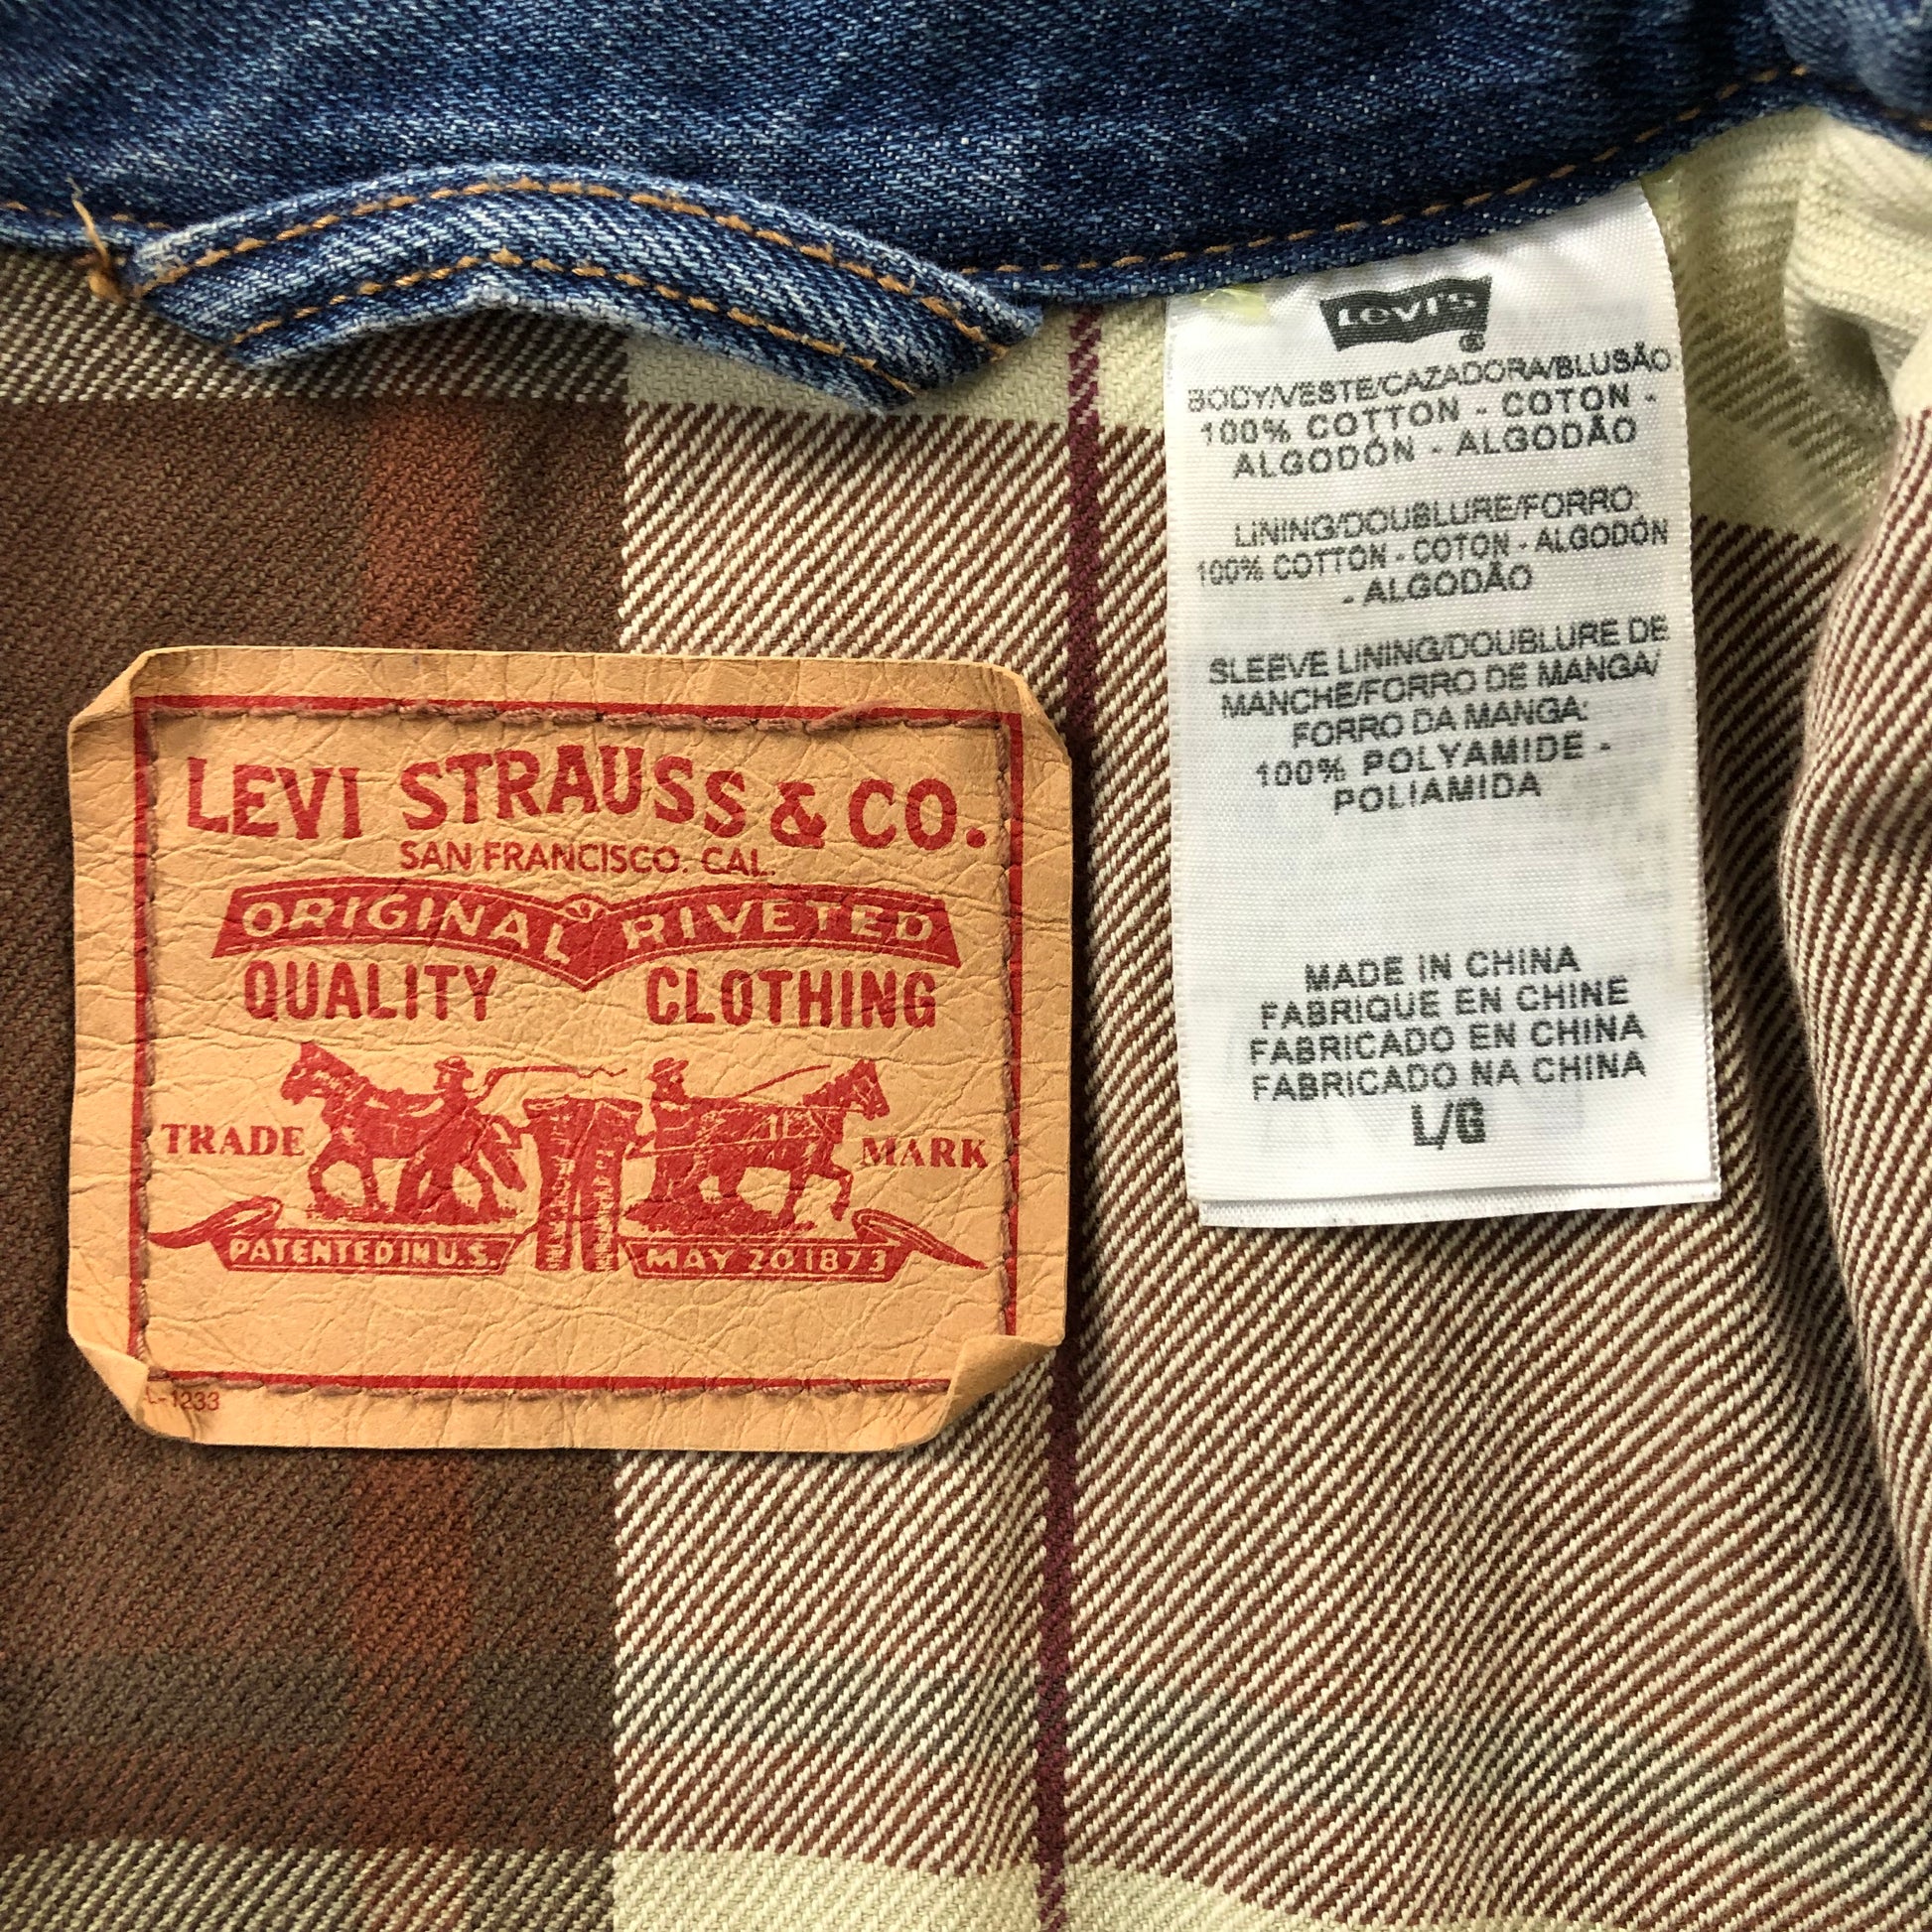 LEVI STRAUSS & CO.
SAN FRANCISCO. CAL.
ORIGINAL RIVETED
QUALITY CLOTHING
TRADE MARK
PATENTED IN U.S. MAY 20 1873
L-1233
Levi's
®
BODY/VESTE/CAZADORA/BLUSÃO
100% COTTON - COTON -
ALGODÓN - ALGODÃO
LINING/DOUBLURE/FORRO:
100% COTTON - COTON - ALGODÓN
- ALGODÃO
SLEEVE LINING/DOUBLURE DE
MANCHE/FORRO DE MANGA/
FORRO DA MANGA:
100% POLYAMIDE -
POLIAMIDA
MADE IN CHINA
FABRIQUE EN CHINE
FABRICADO EN CHINA
FABRICADO NA CHINA
L/G